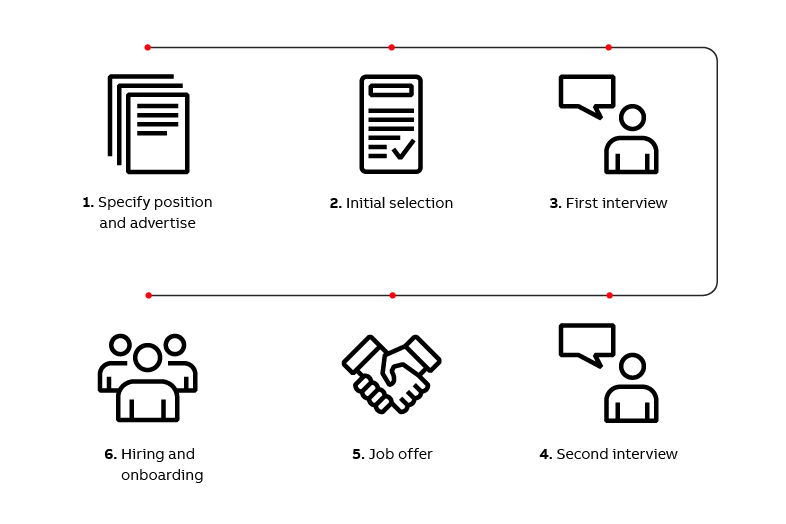 1. Specify position
and advertise
2. Initial selection
3. First interview
4. Second interview
5. Job offer
6. Hiring and
onboarding